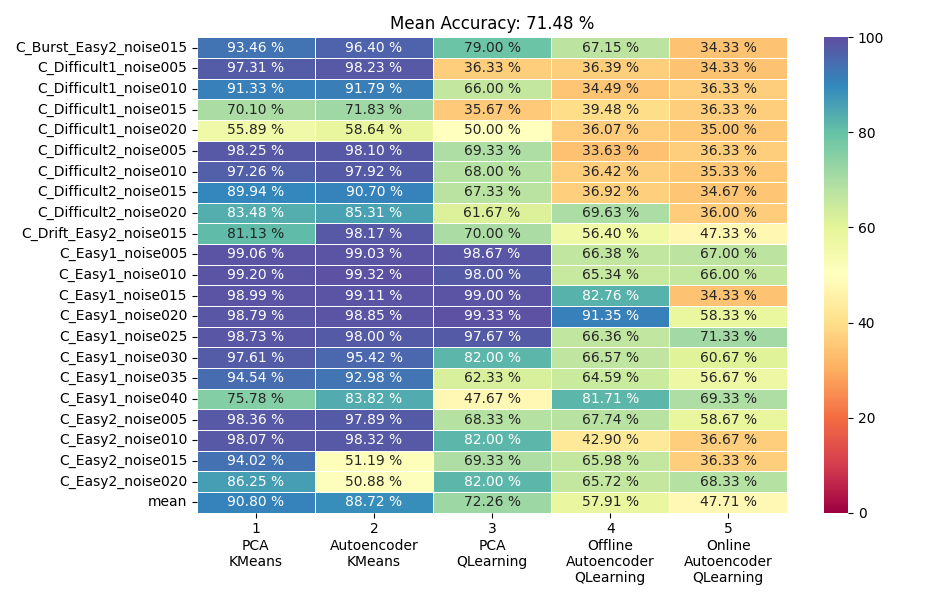 Mean Accuracy: 71.48 %
C_Burst_Easy2_noise015 93.46 % 96.40 % 79.00 % 67.15 % 34.33 % 100
C_Difficult1_noise005 97.31 % 98.23 % 36.33 % 36.39 % 34.33 %
C_Difficult1_noise010 91.33 % 91.79 % 66.00 % 34.49 % 36.33 %
C_Difficult1_noise015 70.10 % 71.83 % 35.67 % 39.48 % 36.33 %
C_Difficult1_noise020 55.89 % 58.64 % 50.00 % 36.07 % 35.00 % 80
C_Difficult2_noise005 98.25 % 98.10 % 69.33 % 33.63 % 36.33 %
C_Difficult2_noise010 97.26 % 97.92 % 68.00 % 36.42 % 35.33 %
C_Difficult2_noise015 89.94 % 90.70 % 67.33 % 36.92 % 34.67 %
C_Difficult2_noise020 83.48 % 85.31 % 61.67 % 69.63 % 36.00 %
C_Drift_Easy2_noise015 81.13 % 98.17 % 70.00 % 56.40 % 47.33 % 60
C_Easy1_noise005 99.06 % 99.03 % 98.67 % 66.38 % 67.00 %
C_Easy1_noise010 99.20 % 99.32 % 98.00 % 65.34 % 66.00 %
C_Easy1_noise015 98.99 % 99.11 % 99.00 % 82.76 % 34.33 %
C_Easy1_noise020 98.79 % 98.85 % 99.33 % 91.35 % 58.33 % 40
C_Easy1_noise025 98.73 % 98.00 % 97.67 % 66.36 % 71.33 %
C_Easy1_noise030 97.61 % 95.42 % 82.00 % 66.57 % 60.67 %
C_Easy1_noise035 94.54 % 92.98 % 62.33 % 64.59 % 56.67 %
C_Easy1_noise040 75.78 % 83.82 % 47.67 % 81.71 % 69.33 %
C_Easy2_noise005 98.36 % 97.89 % 68.33 % 67.74 % 58.67 % 20
C_Easy2_noise010 98.07 % 98.32 % 82.00 % 42.90 % 36.67 %
C_Easy2_noise015 94.02 % 51.19 % 69.33 % 65.98 % 36.33 %
C_Easy2_noise020 86.25 % 50.88 % 82.00 % 65.72 % 68.33 %
mean 90.80 % 88.72 % 72.26 % 57.91 % 47.71 % 0
1 2 3 4 5
PCA Autoencoder PCA Offline Online
KMeans KMeans QLearning Autoencoder Autoencoder
QLearning QLearning